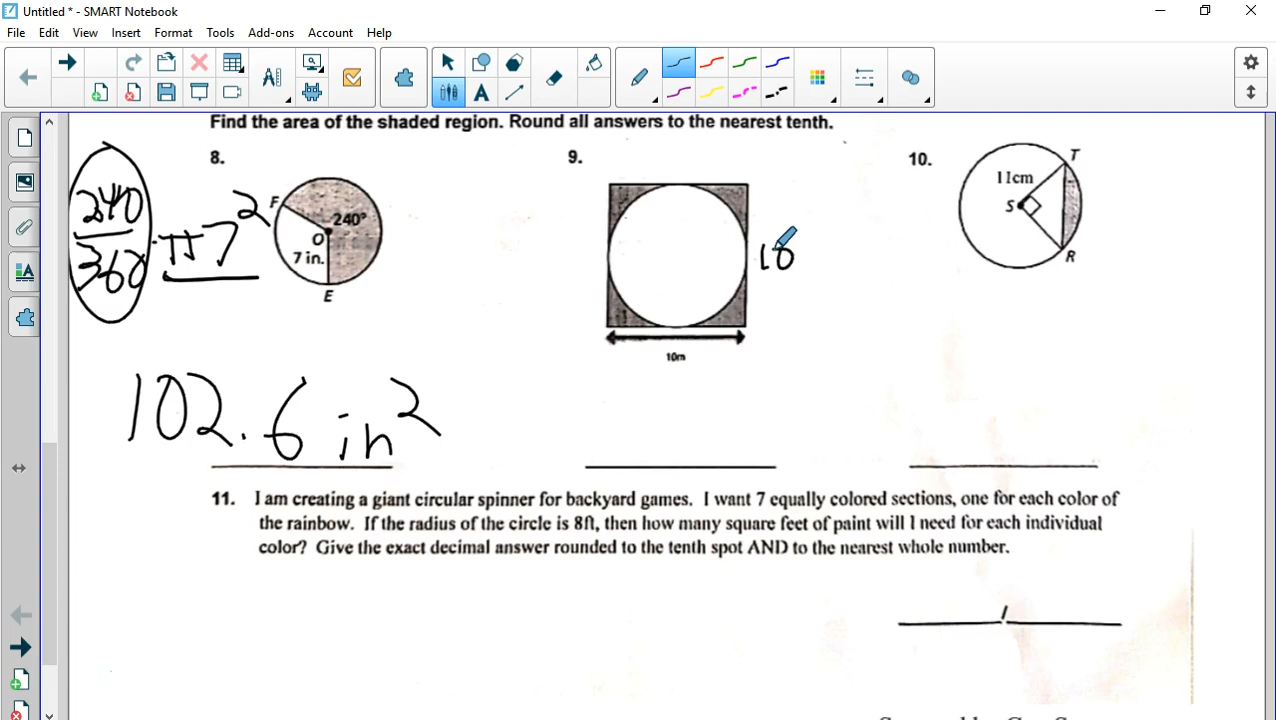 Untitled * - SMART Notebook
File Edit View Insert Format Tools Add-ons Account Help
Find the area of the shaded region. Round all answers to the nearest tenth.
8.
9.
10.
240
360
·π7²
F
240°
O
7 in.
E
10
10m
11cm
T
S
R
102.6 in²
11. I am creating a giant circular spinner for backyard games. I want 7 equally colored sections, one for each color of
the rainbow. If the radius of the circle is 8ft, then how many square feet of paint will I need for each individual
color? Give the exact decimal answer rounded to the tenth spot AND to the nearest whole number.